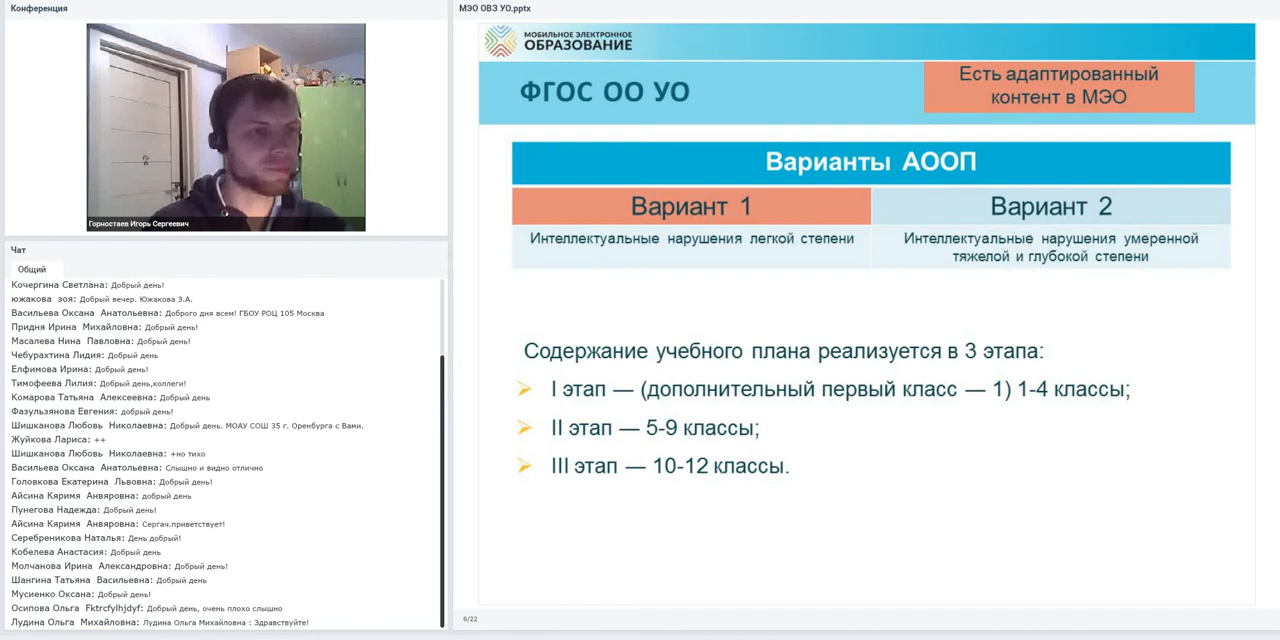 Конференция
Горностаев Игорь Сергеевич
Чат
Общий
Кочергина Светлана: Добрый день!
южакова зоя: Добрый вечер. Южакова З.А.
Васильева Оксана Анатольевна: Доброго дня всем! ГБОУ РОЦ 105 Москва
Придня Ирина Михайловна: Добрый день!
Масалева Нина Павловна: Добрый день!
Чебурахтина Лидия: Добрый день
Елфимова Ирина: Добрый день!
Тимофеева Лилия: Добрый день,коллеги!
Комарова Татьяна Алексеевна: Добрый день
Фазульзянова Евгения: добрый день!
Шишканова Любовь Николаевна: Добрый день. МОАУ СОШ 35 г. Оренбурга с Вами.
Жуйкова Лариса: ++
Шишканова Любовь Николаевна: +но тихо
Васильева Оксана Анатольевна: Слышно и видно отлично
Головкова Екатерина Львовна: Добрый день!
Айсина Кяримя Анвяровна: добрый день
Пунегова Надежда: Добрый день!
Айсина Кяримя Анвяровна: Сергач.приветствует!
Серебреникова Наталья: День добрый!
Кобелева Анастасия: Добрый день
Молчанова Ирина Александровна: Добрый день!
Шангина Татьяна Васильевна: Добрый день
Мусиенко Оксана: Добрый день!
Осипова Ольга Fktrcfylhjdyf: Добрый день, очень плохо слышно
Лудина Ольга Михайловна: Лудина Ольга Михайловна : Здравствуйте!
МЭО ОВЗ УО.pptx
МОБИЛЬНОЕ ЭЛЕКТРОННОЕ
ОБРАЗОВАНИЕ
ФГОС ОО УО
Есть адаптированный
контент в МЭО
Варианты АООП
Вариант 1
Вариант 2
Интеллектуальные нарушения легкой степени
Интеллектуальные нарушения умеренной
тяжелой и глубокой степени
Содержание учебного плана реализуется в 3 этапа:
I этап — (дополнительный первый класс — 1) 1-4 классы;
II этап — 5-9 классы;
III этап — 10-12 классы.
6/22